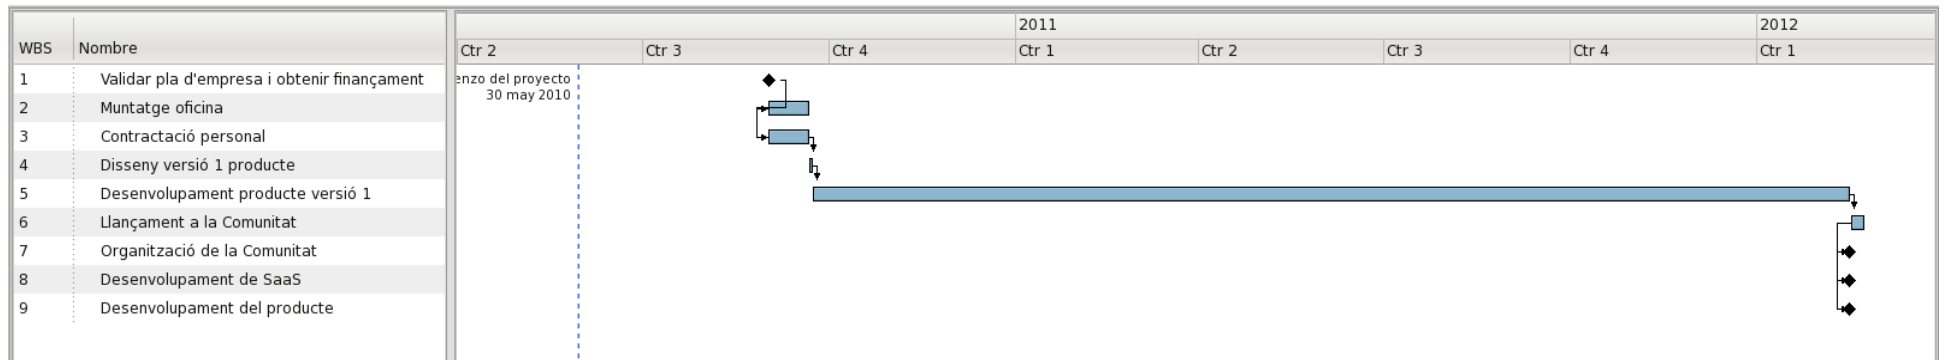 2011 2012
WBS Nombre Ctr 2 Ctr 3 Ctr 4 Ctr 1 Ctr 2 Ctr 3 Ctr 4 Ctr 1
1 Validar pla d'empresa i obtenir finançament
enzo del proyecto
30 may 2010
2 Muntatge oficina
3 Contractació personal
4 Disseny versió 1 producte
5 Desenvolupament producte versió 1
6 Llançament a la Comunitat
7 Organització de la Comunitat
8 Desenvolupament de SaaS
9 Desenvolupament del producte